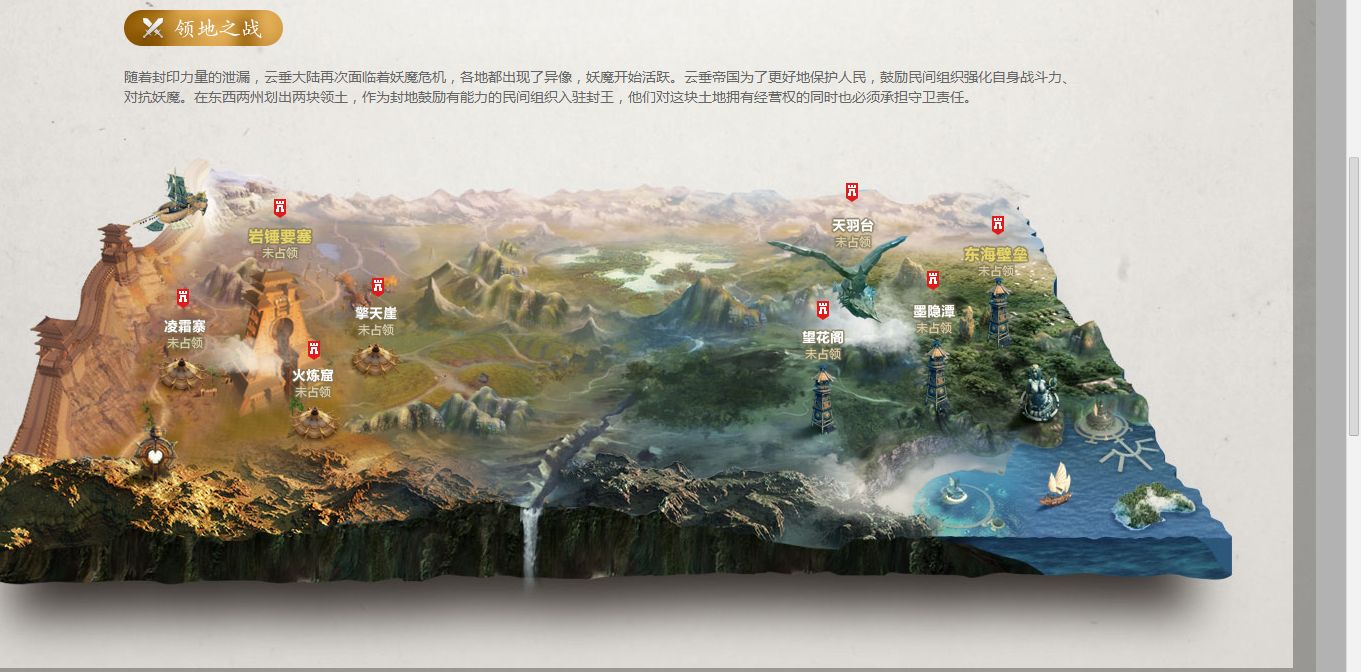 领地之战
随着封印力量的泄漏，云垂大陆再次面临着妖魔危机，各地都出现了异像，妖魔开始活跃。云垂帝国为了更好地保护人民，鼓励民间组织强化自身战斗力、
对抗妖魔。在东西两州划出两块领土，作为封地鼓励有能力的民间组织入驻封王，他们对这块土地拥有经营权的同时也必须承担守卫责任。
岩锤要塞
未占领
天羽台
未占领
东海壁垒
未占领
凌霜寨
未占领
擎天崖
未占领
墨隐潭
未占领
望花阁
未占领
火炼窟
未占领